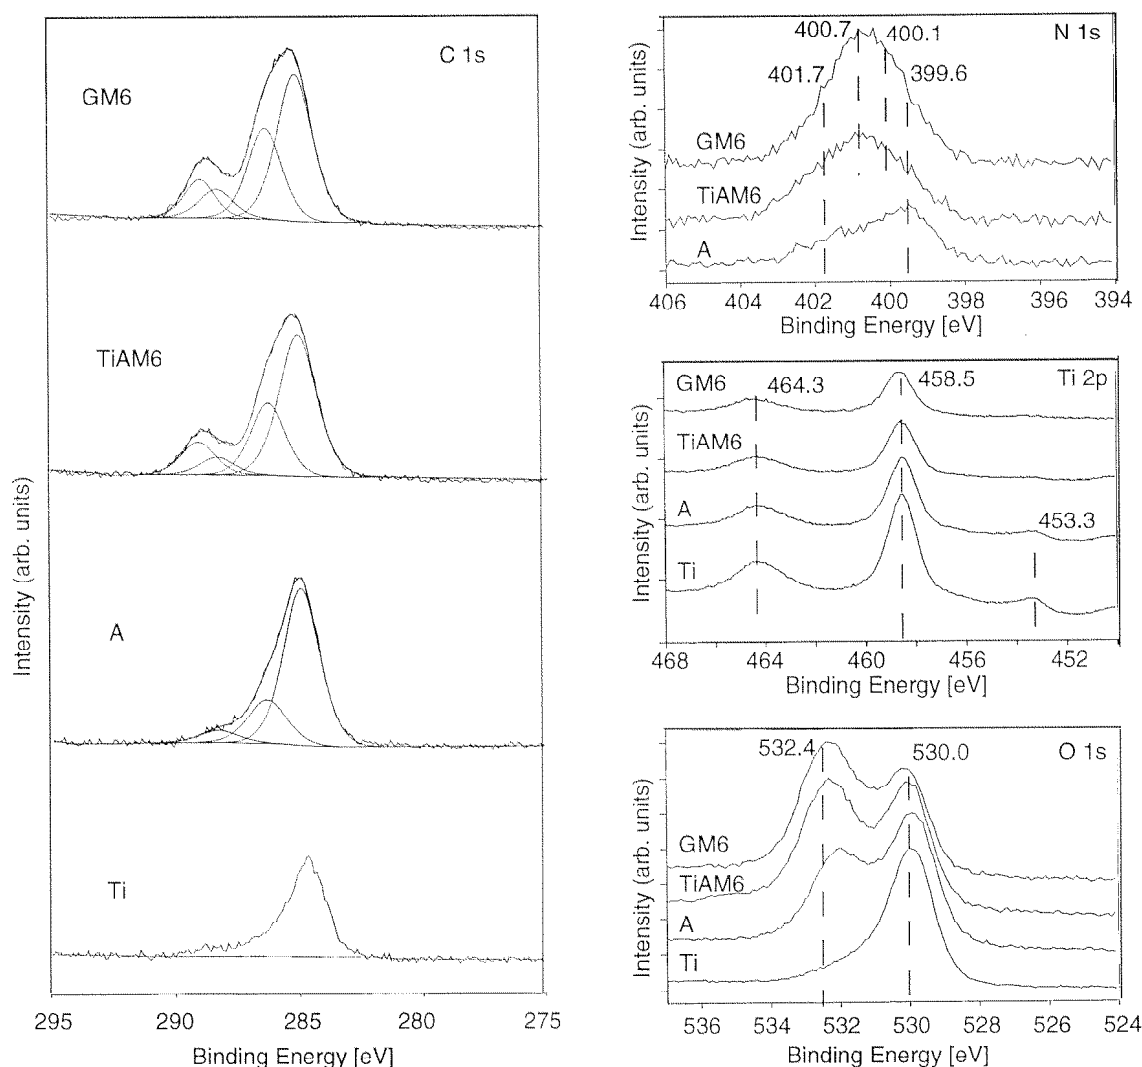 C 1s
GM6
TiAM6
A
Ti
Intensity (arb. units)
295 290 285 280 275
Binding Energy [eV]
N 1s
400.7 400.1
401.7 399.6
GM6
TiAM6
A
Intensity (arb. units)
406 404 402 400 398 396 394
Binding Energy [eV]
Ti 2p
GM6 464.3 458.5
TiAM6
A
453.3
Ti
Intensity (arb. units)
468 464 460 456 452
Binding Energy [eV]
O 1s
532.4 530.0
GM6
TiAM6
A
Ti
Intensity (arb. units)
536 534 532 530 528 526 524
Binding Energy [eV]